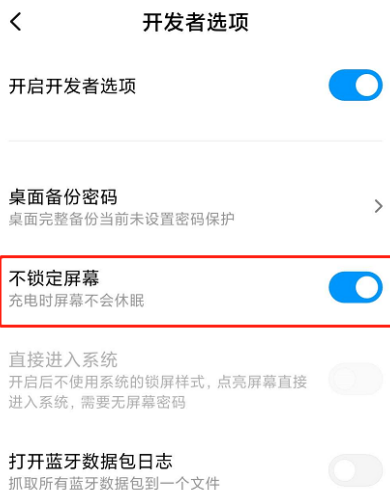 开发者选项
开启开发者选项
桌面备份密码
桌面完整备份当前未设置密码保护
不锁定屏幕
充电时屏幕不会休眠
直接进入系统
开启后不使用系统的锁屏样式，点亮屏幕直接
进入系统，需要无屏幕密码
打开蓝牙数据包日志
抓取所有蓝牙数据包到一个文件